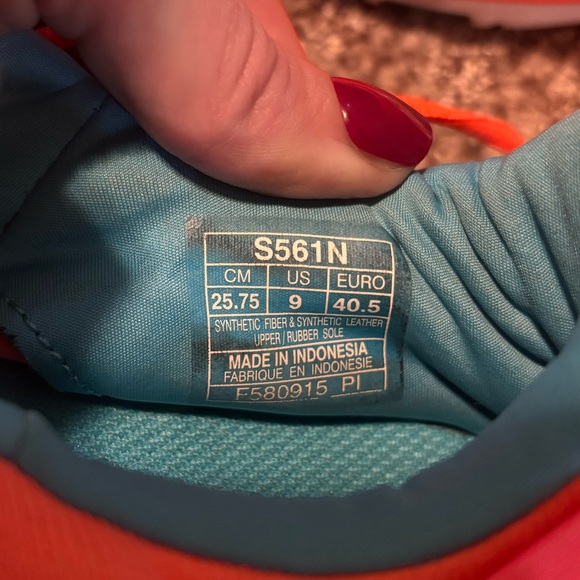 S561N
CM US EURO
25.75 9 40.5
SYNTHETIC FIBER & SYNTHETIC LEATHER
UPPER / RUBBER SOLE
MADE IN INDONESIA
FABRIQUE EN INDONESIE
F580915 PI